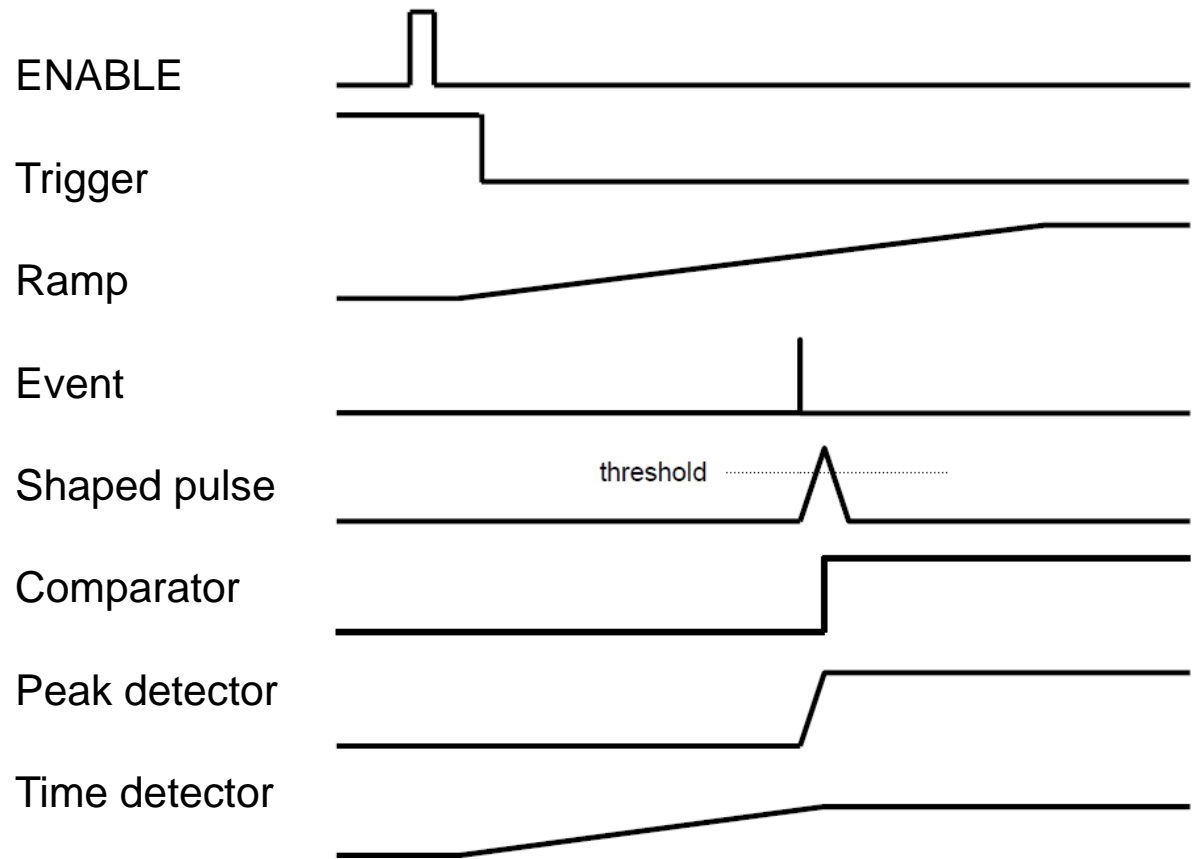 ENABLE
Trigger
Ramp
Event
Shaped pulse
threshold
Comparator
Peak detector
Time detector